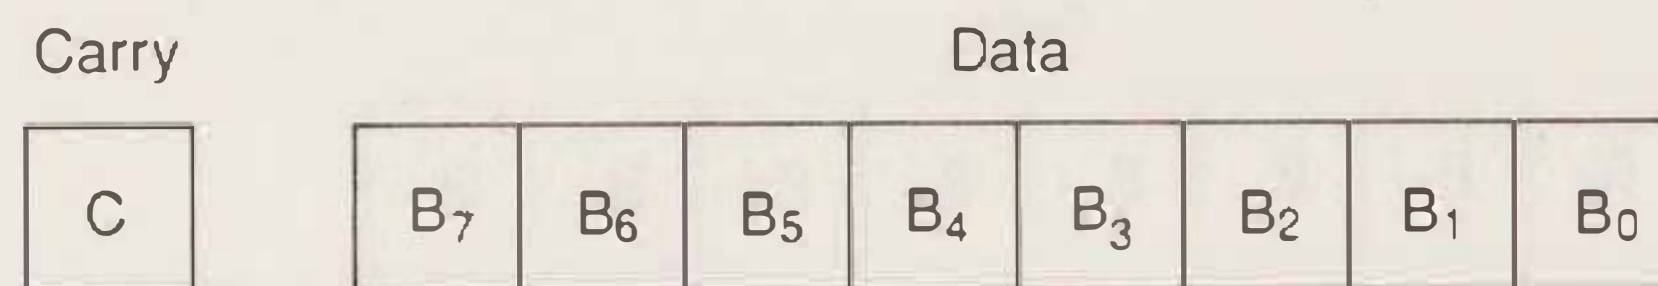 Carry Data
C B₇ B₆ B₅ B₄ B₃ B₂ B₁ B₀